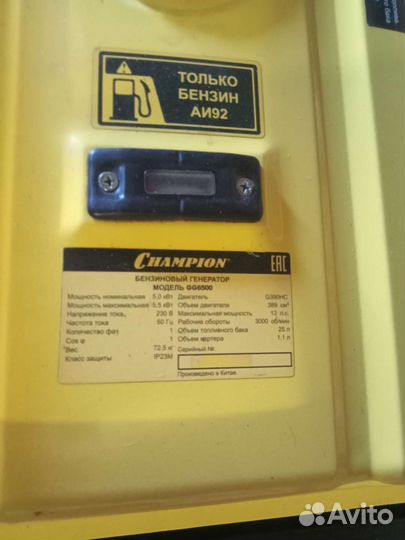 ТОЛЬКО
БЕНЗИН
АИ92
CHAMPION
EAC
БЕНЗИНОВЫЙ ГЕНЕРАТОР
МОДЕЛЬ GG6500
Мощность номинальная 5,0 кВт
Мощность максимальная 5,5 кВт
Напряжение тока, 230 В
Частота тока 50 Гц
Количество фаз 1
Cos φ 1
Вес 72,5 кг
Класс защиты IP23M
Двигатель G390HC
Объем двигателя 389 см³
Максимальная мощность 13 л.с.
Рабочие обороты 3000 об/мин
Объем топливного бака 25 л
Объем картера 1,1 л
Серийный №:
Произведено в Китае.
Avito